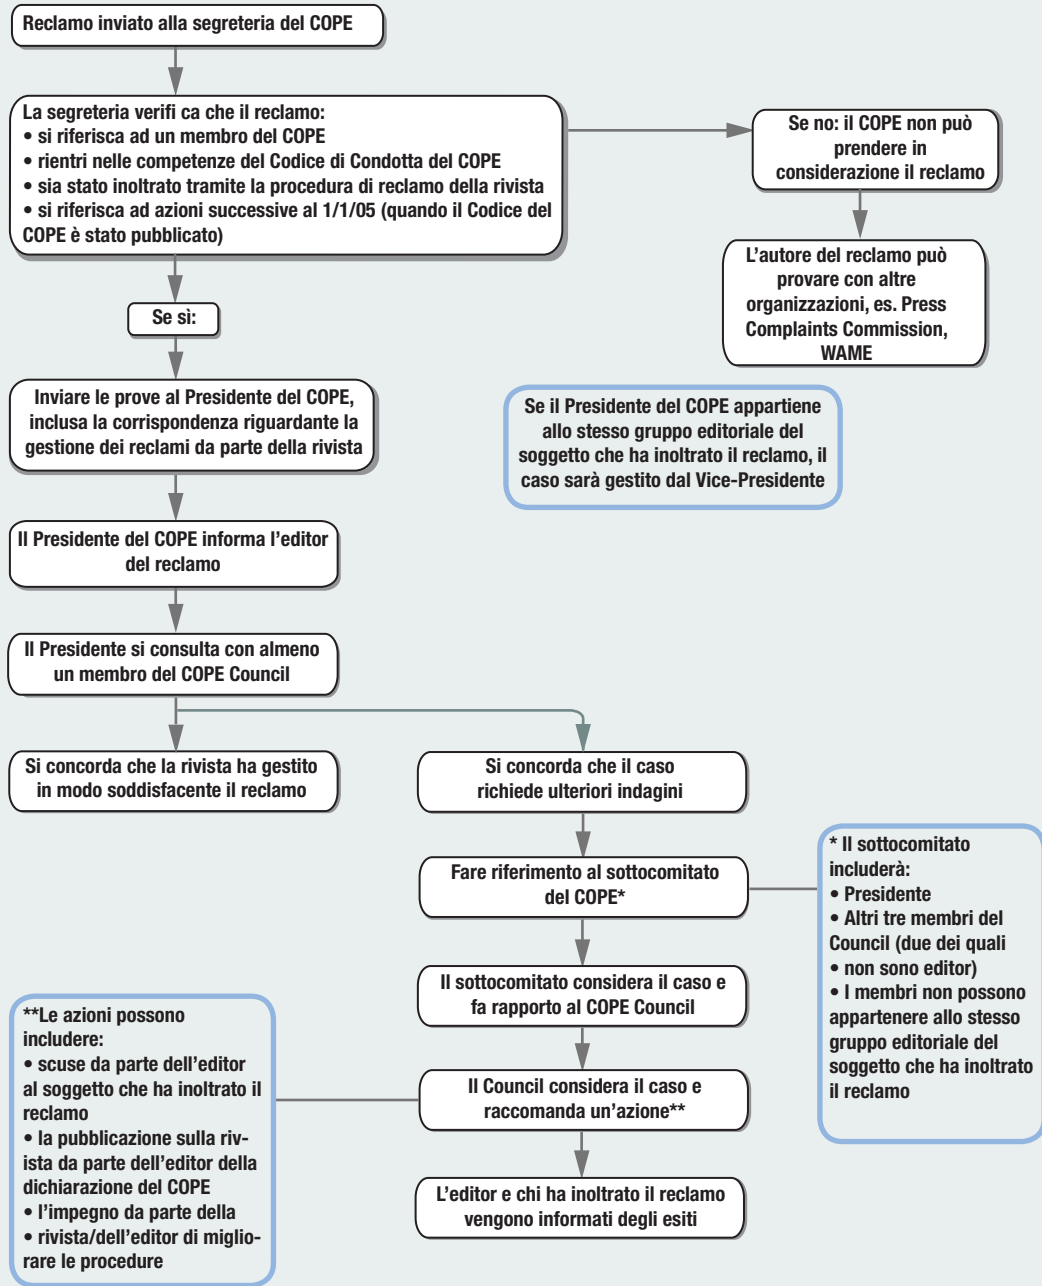 Reclamo inviato alla segreteria del COPE
La segreteria verifi ca che il reclamo:
• si riferisca ad un membro del COPE
• rientri nelle competenze del Codice di Condotta del COPE
• sia stato inoltrato tramite la procedura di reclamo della rivista
• si riferisca ad azioni successive al 1/1/05 (quando il Codice del
COPE è stato pubblicato)
Se no: il COPE non può
prendere in
considerazione il reclamo
L'autore del reclamo può
provare con altre
organizzazioni, es. Press
Complaints Commission,
WAME
Se sì:
Inviare le prove al Presidente del COPE,
inclusa la corrispondenza riguardante la
gestione dei reclami da parte della rivista
Se il Presidente del COPE appartiene
allo stesso gruppo editoriale del
soggetto che ha inoltrato il reclamo, il
caso sarà gestito dal Vice-Presidente
Il Presidente del COPE informa l'editor
del reclamo
Il Presidente si consulta con almeno
un membro del COPE Council
Si concorda che la rivista ha gestito
in modo soddisfacente il reclamo
Si concorda che il caso
richiede ulteriori indagini
Fare riferimento al sottocomitato
del COPE*
* Il sottocomitato
includerà:
• Presidente
• Altri tre membri del
Council (due dei quali
• non sono editor)
• I membri non possono
appartenere allo stesso
gruppo editoriale del
soggetto che ha inoltrato
il reclamo
Il sottocomitato considera il caso e
fa rapporto al COPE Council
**Le azioni possono
includere:
• scuse da parte dell'editor
al soggetto che ha inoltrato il
reclamo
• la pubblicazione sulla riv-
ista da parte dell'editor della
dichiarazione del COPE
• l'impegno da parte della
• rivista/dell'editor di miglio-
rare le procedure
Il Council considera il caso e
raccomanda un'azione**
L'editor e chi ha inoltrato il reclamo
vengono informati degli esiti